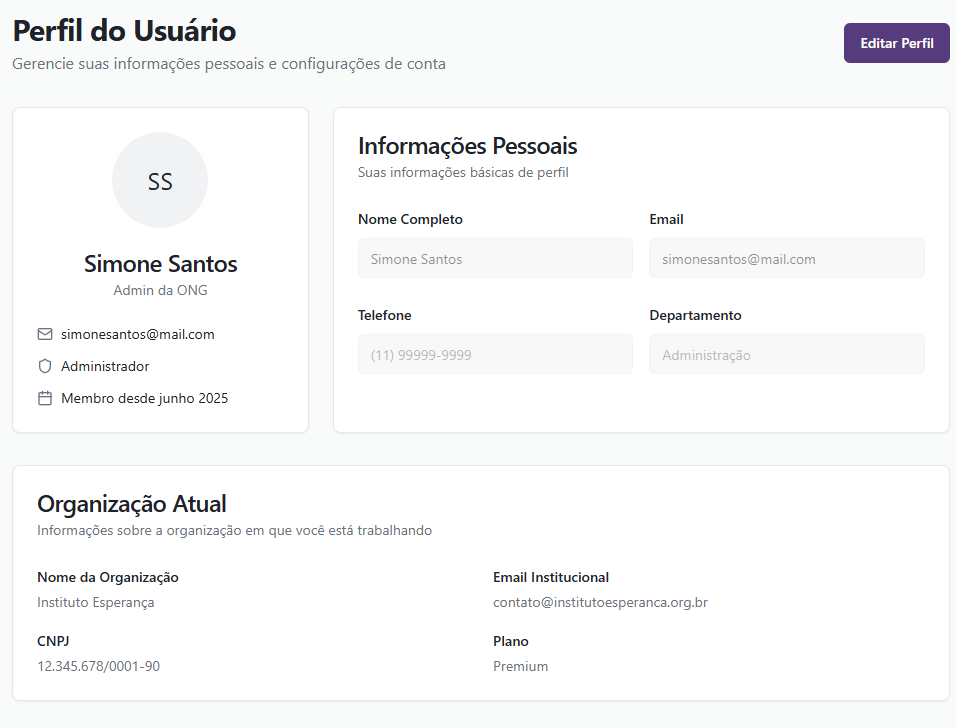 Perfil do Usuário
Gerencie suas informações pessoais e configurações de conta
Editar Perfil
SS
Simone Santos
Admin da ONG
simonesantos@mail.com
Administrador
Membro desde junho 2025
Informações Pessoais
Suas informações básicas de perfil
Nome Completo
Simone Santos
Email
simonesantos@mail.com
Telefone
(11) 99999-9999
Departamento
Administração
Organização Atual
Informações sobre a organização em que você está trabalhando
Nome da Organização
Instituto Esperança
Email Institucional
contato@institutoesperanca.org.br
CNPJ
12.345.678/0001-90
Plano
Premium